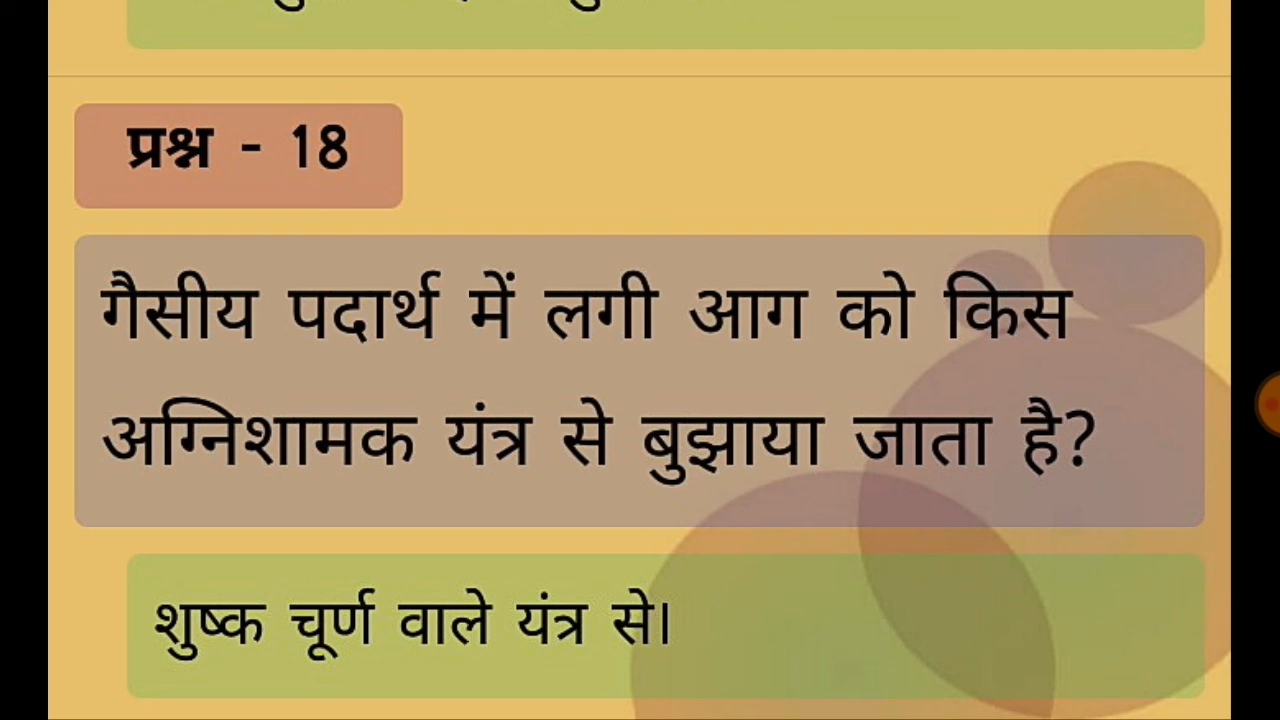 प्रश्न - 18
गैसीय पदार्थ में लगी आग को किस
अग्निशामक यंत्र से बुझाया जाता है?
शुष्क चूर्ण वाले यंत्र से।